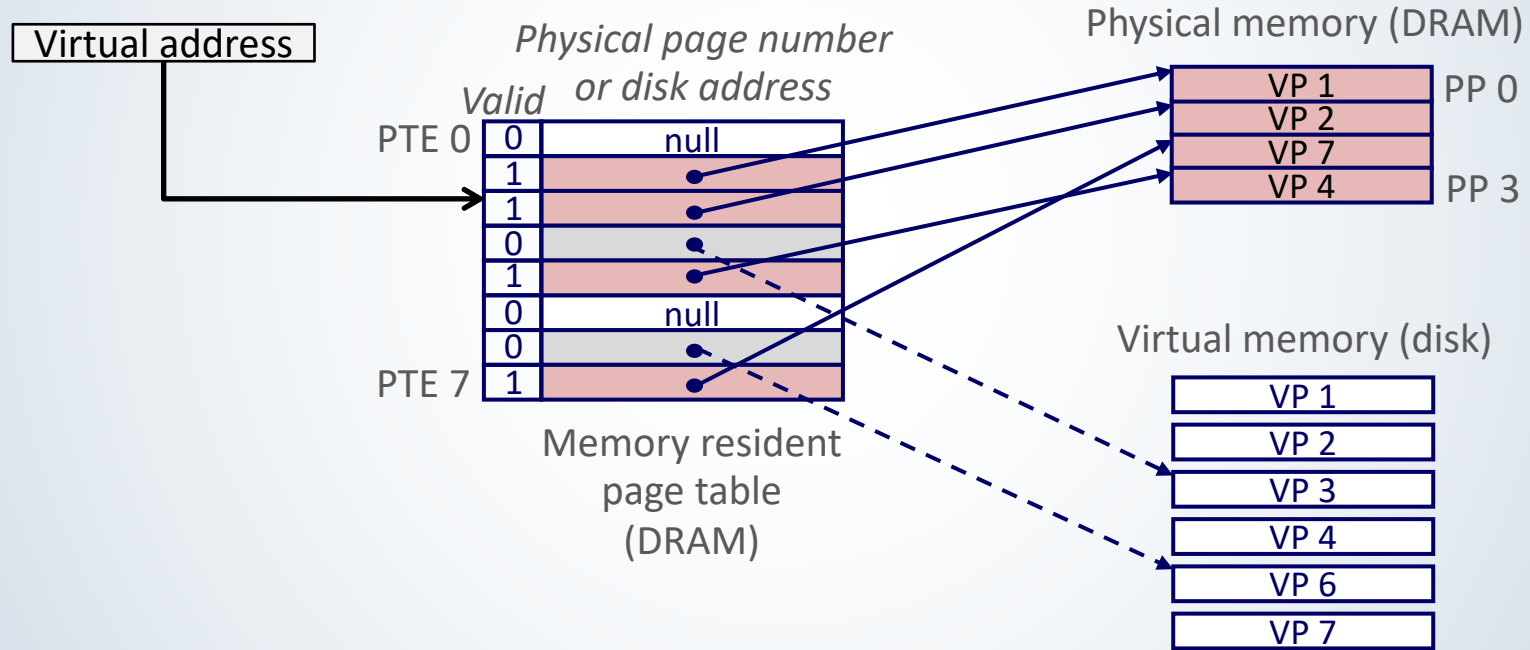 Virtual address
Physical page number
or disk address
Valid
PTE 0
0
null
1
1
0
1
0
null
0
PTE 7
1
Memory resident
page table
(DRAM)
Physical memory (DRAM)
VP 1
PP 0
VP 2
VP 7
VP 4
PP 3
Virtual memory (disk)
VP 1
VP 2
VP 3
VP 4
VP 6
VP 7